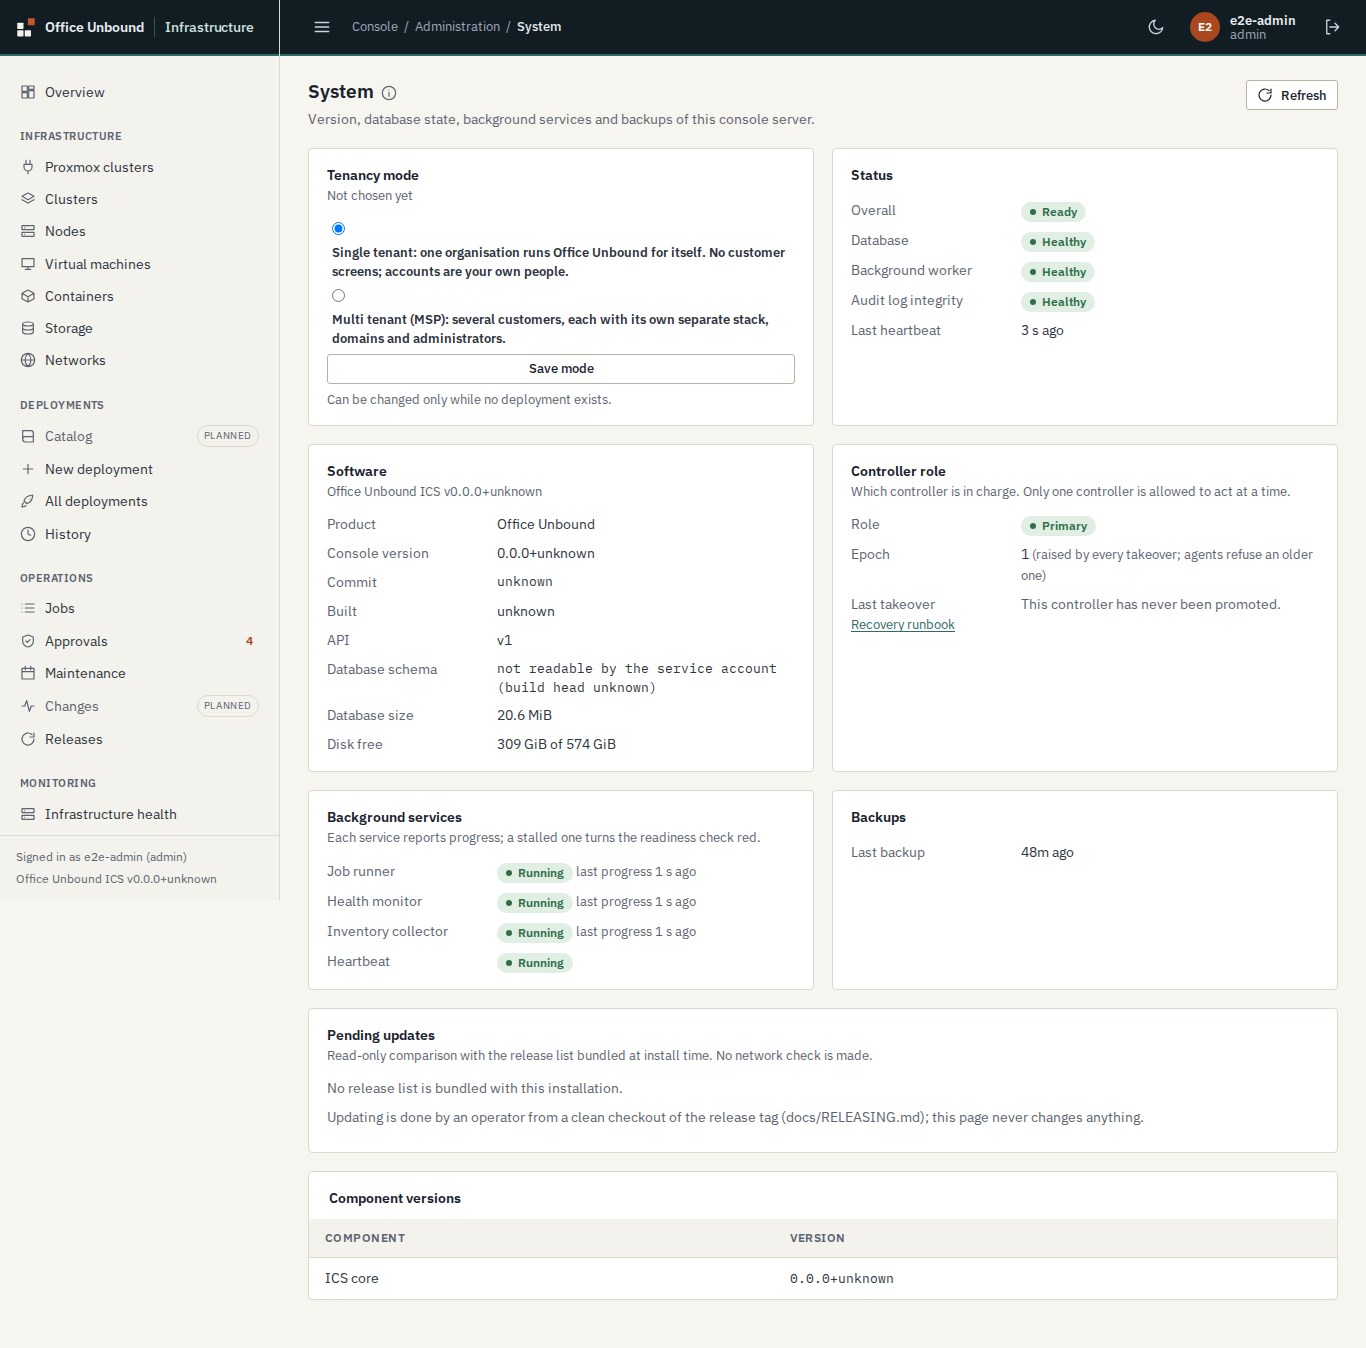 Office Unbound | Infrastructure
Console / Administration / System
E2
e2e-admin
admin
Overview
INFRASTRUCTURE
Proxmox clusters
Clusters
Nodes
Virtual machines
Containers
Storage
Networks
DEPLOYMENTS
Catalog PLANNED
New deployment
All deployments
History
OPERATIONS
Jobs
Approvals 4
Maintenance
Changes PLANNED
Releases
MONITORING
Infrastructure health
Signed in as e2e-admin (admin)
Office Unbound ICS v0.0.0+unknown
System
Refresh
Version, database state, background services and backups of this console server.
Tenancy mode
Not chosen yet
Single tenant: one organisation runs Office Unbound for itself. No customer
screens; accounts are your own people.
Multi tenant (MSP): several customers, each with its own separate stack,
domains and administrators.
Save mode
Can be changed only while no deployment exists.
Status
Overall Ready
Database Healthy
Background worker Healthy
Audit log integrity Healthy
Last heartbeat 3 s ago
Software
Office Unbound ICS v0.0.0+unknown
Product Office Unbound
Console version 0.0.0+unknown
Commit unknown
Built unknown
API v1
Database schema not readable by the service account
(build head unknown)
Database size 20.6 MiB
Disk free 309 GiB of 574 GiB
Controller role
Which controller is in charge. Only one controller is allowed to act at a time.
Role Primary
Epoch 1 (raised by every takeover; agents refuse an older
one)
Last takeover This controller has never been promoted.
Recovery runbook
Background services
Each service reports progress; a stalled one turns the readiness check red.
Job runner Running last progress 1 s ago
Health monitor Running last progress 1 s ago
Inventory collector Running last progress 1 s ago
Heartbeat Running
Backups
Last backup 48m ago
Pending updates
Read-only comparison with the release list bundled at install time. No network check is made.
No release list is bundled with this installation.
Updating is done by an operator from a clean checkout of the release tag (docs/RELEASING.md); this page never changes anything.
Component versions
COMPONENT VERSION
ICS core 0.0.0+unknown